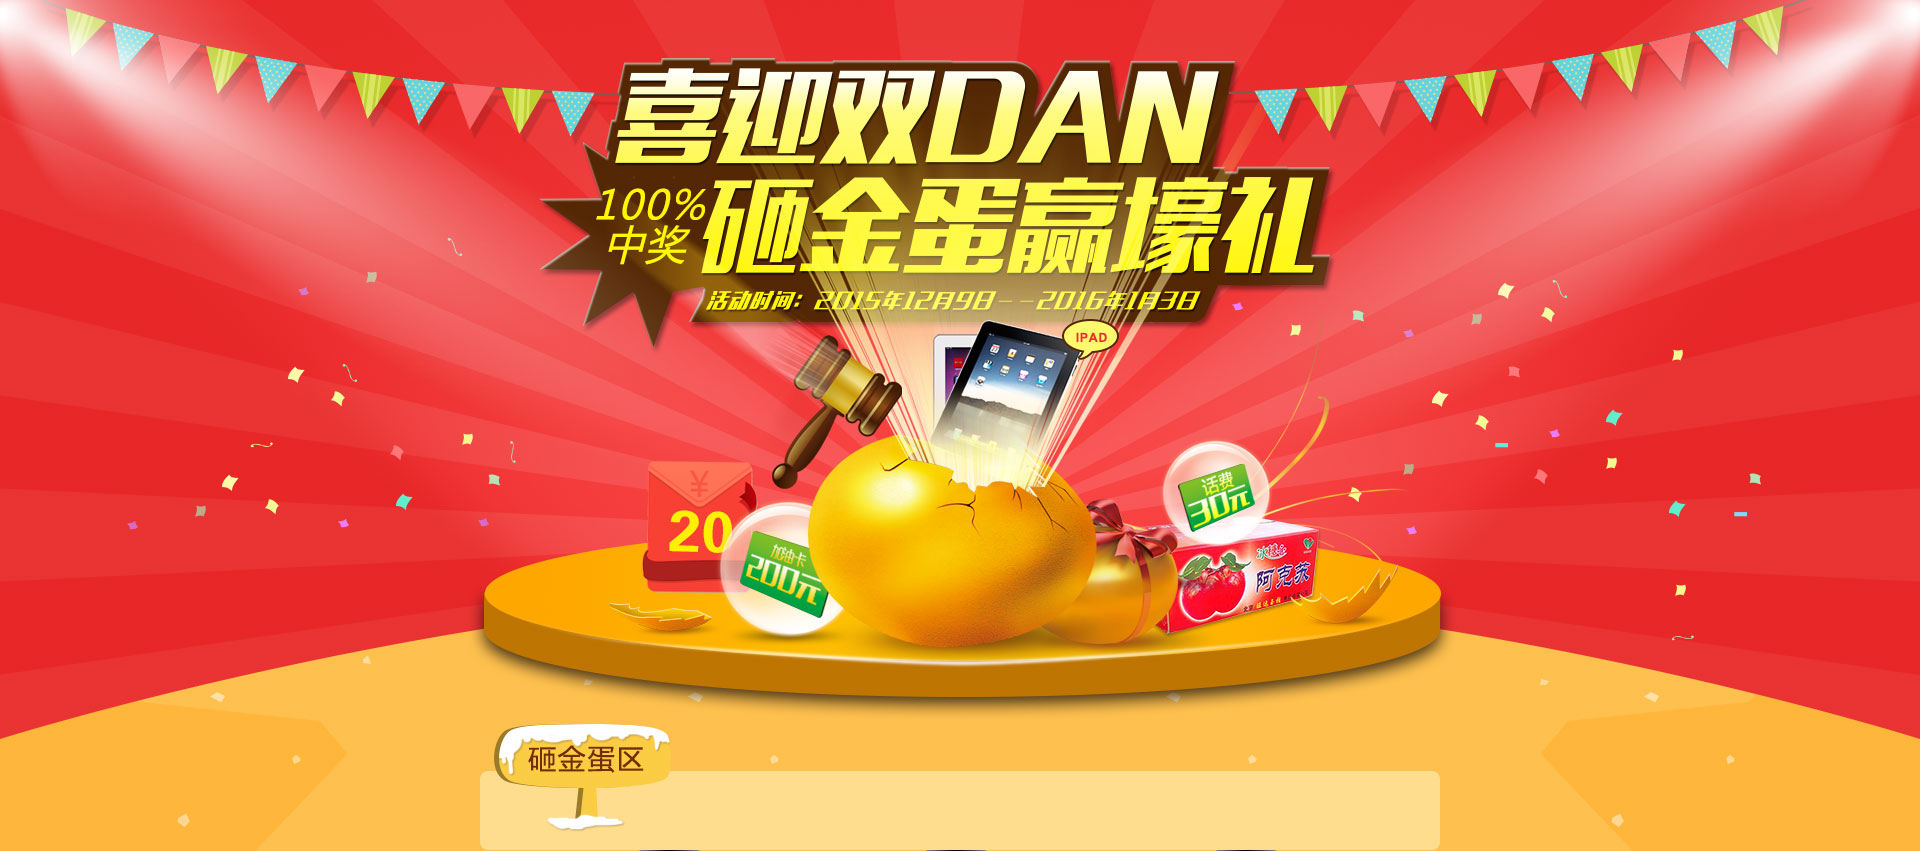 喜迎双DAN
100%
中奖
砸金蛋赢壕礼
活动时间：2015年12月9日--2016年1月3日
IPAD
¥
20
加油卡
200元
话费
30元
冰糖心
阿克苏
砸金蛋区